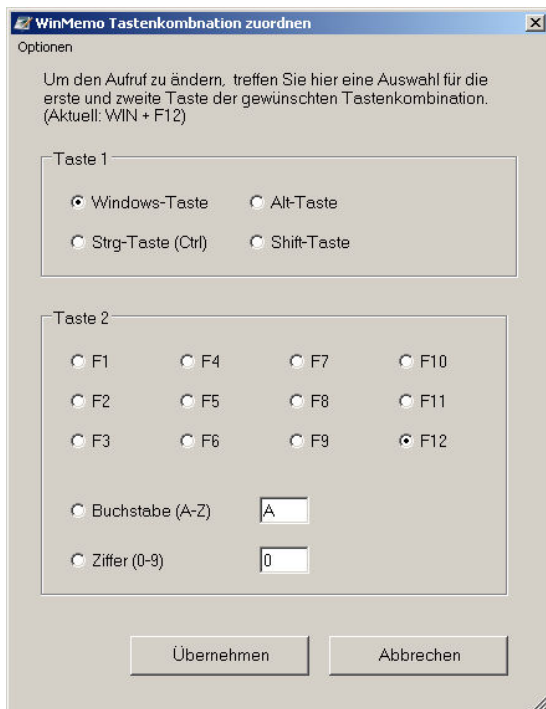 WinMemo Tastenkombnation zuordnen
Optionen
Um den Aufruf zu ändern, treffen Sie hier eine Auswahl für die
erste und zweite Taste der gewünschten Tastenkombination.
(Aktuell: WIN + F12)
Taste 1
Windows-Taste Alt-Taste
Strg-Taste (Ctrl) Shift-Taste
Taste 2
F1 F4 F7 F10
F2 F5 F8 F11
F3 F6 F9 F12
Buchstabe (A-Z) A
Ziffer (0-9) 0
Übernehmen Abbrechen